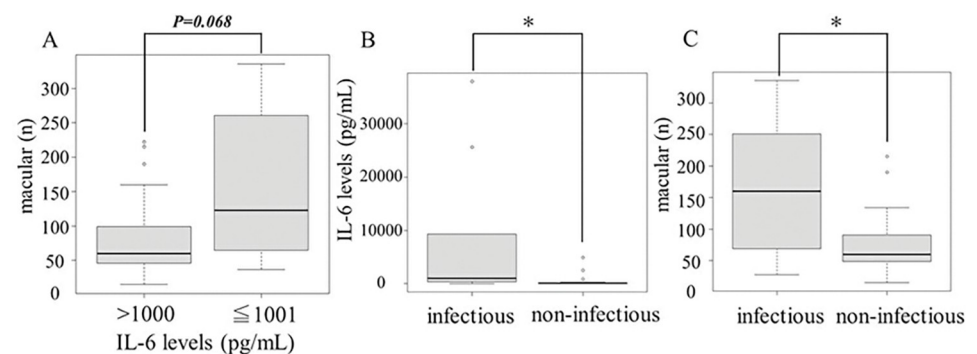 A
P=0.068
macular (n)
300
250
200
150
100
50
0
>1000
≦1001
IL-6 levels (pg/mL)
B
*
IL-6 levels (pg/mL)
30000
20000
10000
0
infectious
non-infectious
C
*
macular (n)
300
250
200
150
100
50
0
infectious
non-infectious